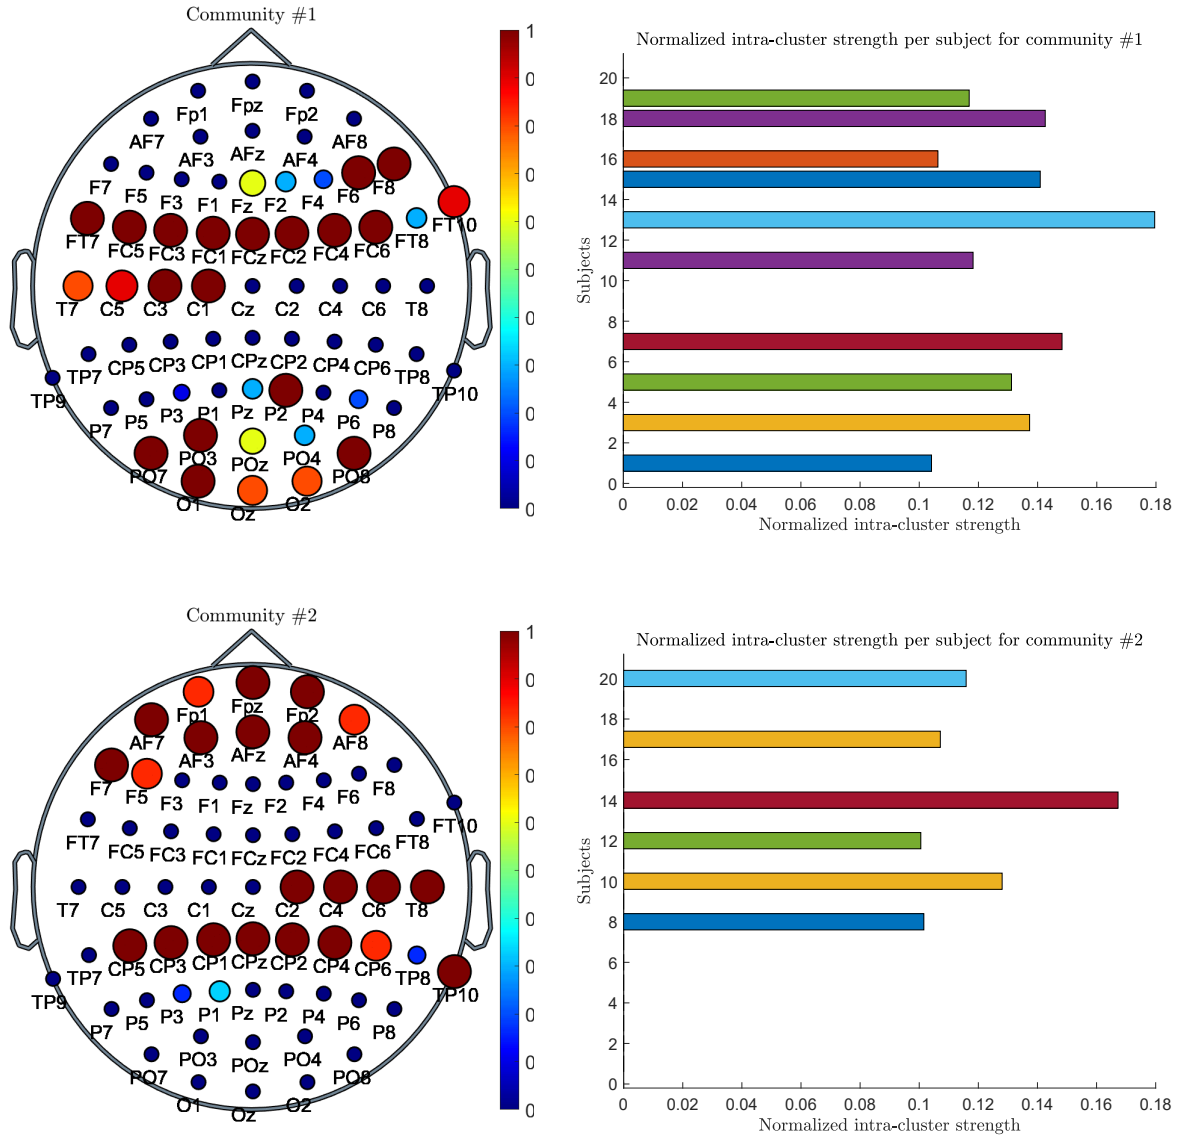 Community #1
Fp1 Fpz Fp2
AF7 AF3 AFz AF4 AF8
F7 F5 F3 F1 Fz F2 F4 F6 F8
FT7 FC5 FC3 FC1 FCz FC2 FC4 FC6 FT8 FT10
T7 C5 C3 C1 Cz C2 C4 C6 T8
TP9 TP7 CP5 CP3 CP1 CPz CP2 CP4 CP6 TP8 TP10
P7 P5 P3 P1 Pz P2 P4 P6 P8
PO7 PO3 POz PO4 PO8
O1 Oz O2
1
0
0
0
0
0
0
0
0
0
0
Normalized intra-cluster strength per subject for community #1
20
18
16
14
12
10
8
6
4
2
0
Subjects
0 0.02 0.04 0.06 0.08 0.1 0.12 0.14 0.16 0.18
Normalized intra-cluster strength
Community #2
Fp1 Fpz Fp2
AF7 AF3 AFz AF4 AF8
F7 F5 F3 F1 Fz F2 F4 F6 F8
FT7 FC5 FC3 FC1 FCz FC2 FC4 FC6 FT8 FT10
T7 C5 C3 C1 Cz C2 C4 C6 T8
TP9 TP7 CP5 CP3 CP1 CPz CP2 CP4 CP6 TP8 TP10
P7 P5 P3 P1 Pz P2 P4 P6 P8
PO7 PO3 POz PO4 PO8
O1 Oz O2
1
0
0
0
0
0
0
0
0
0
0
Normalized intra-cluster strength per subject for community #2
20
18
16
14
12
10
8
6
4
2
0
Subjects
0 0.02 0.04 0.06 0.08 0.1 0.12 0.14 0.16 0.18
Normalized intra-cluster strength